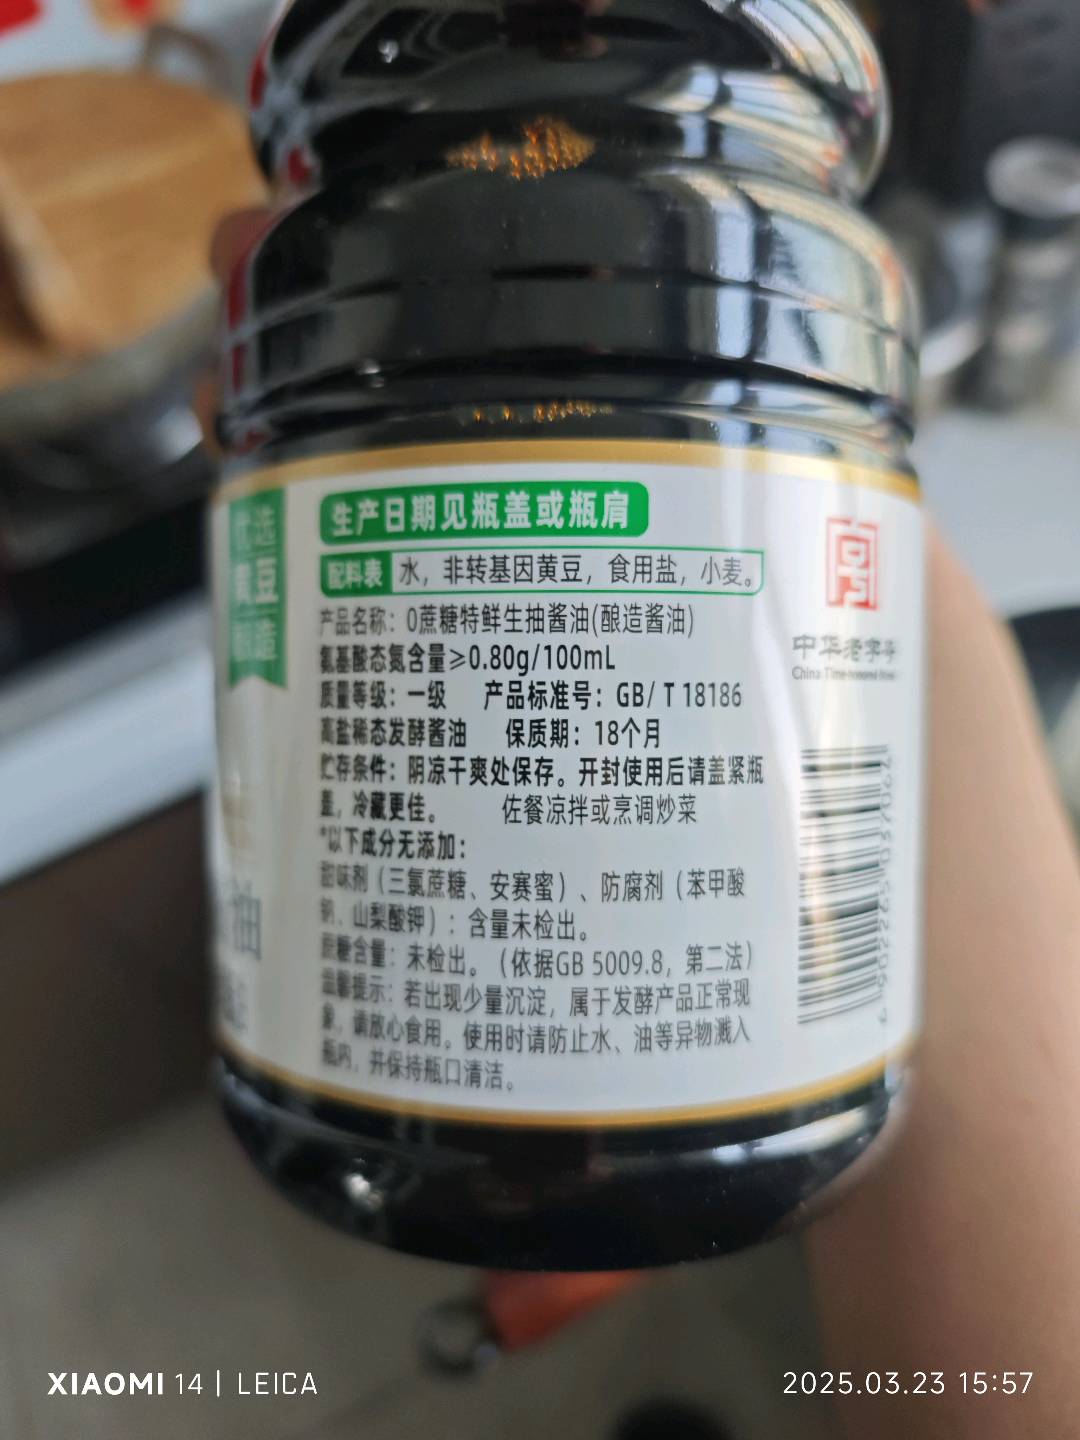 优选
黄豆
酿造
油
生产日期见瓶盖或瓶肩
配料表 水，非转基因黄豆，食用盐，小麦。
产品名称：0蔗糖特鲜生抽酱油(酿造酱油)
氨基酸态氮含量≥0.80g/100mL
质量等级：一级 产品标准号：GB/ T 18186
高盐稀态发酵酱油 保质期：18个月
贮存条件：阴凉干爽处保存。开封使用后请盖紧瓶
盖，冷藏更佳。 佐餐凉拌或烹调炒菜
*以下成分无添加：
甜味剂（三氯蔗糖、安赛蜜）、防腐剂（苯甲酸
钠、山梨酸钾）：含量未检出。
蔗糖含量：未检出。（依据GB 5009.8，第二法）
温馨提示：若出现少量沉淀，属于发酵产品正常现
象，请放心食用。使用时请防止水、油等异物溅入
瓶内，并保持瓶口清洁。
中华老字号
China Time-honored Brand
XIAOMI 14 | LEICA
2025.03.23 15:57